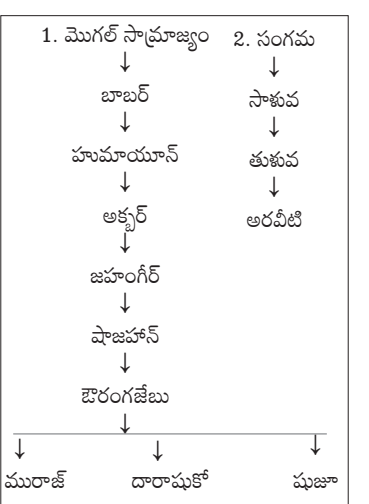 1. మొగల్ సామ్రాజ్యం 2. సంగమ
↓ ↓
బాబర్ సాళువ
↓ ↓
హుమాయూన్ తుళువ
↓ ↓
అక్బర్ అరవీటి
↓
జహంగీర్
↓
షాజహాన్
↓
ఔరంగజేబు
↓
↓ ↓ ↓
మురాజ్ దారాషుకో షుజూ